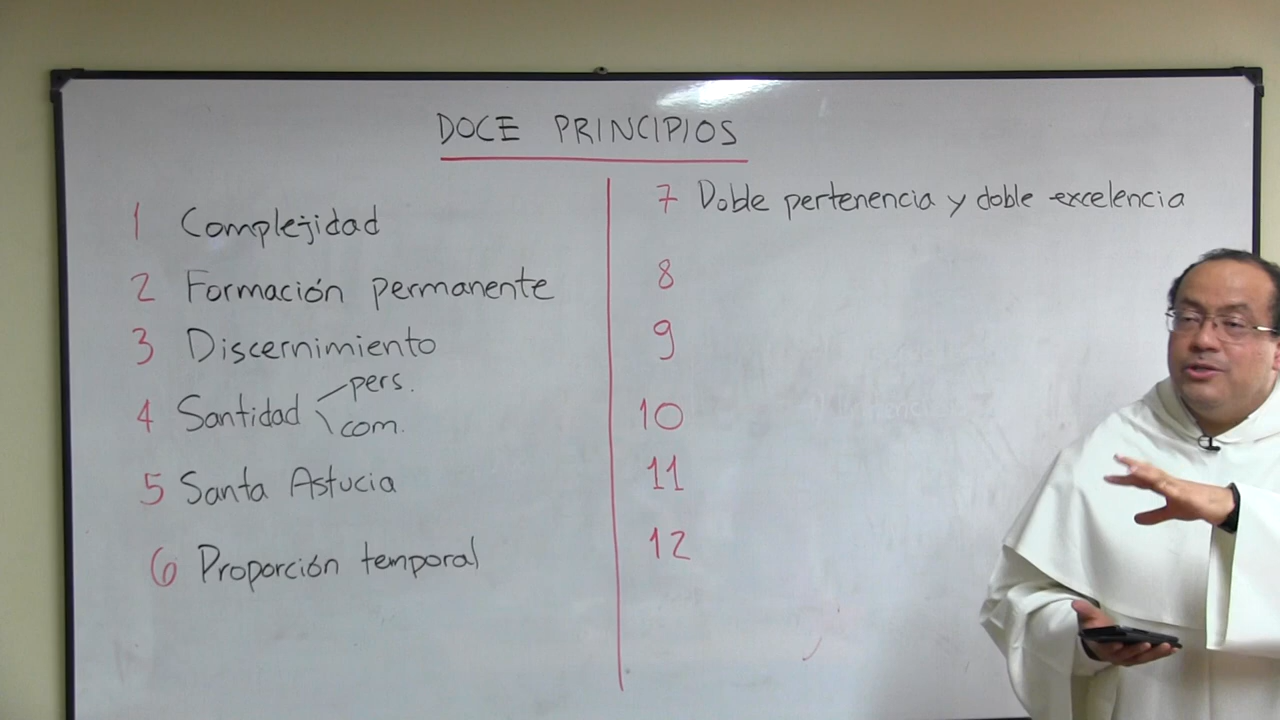 DOCE PRINCIPIOS
1 Complejidad
2 Formación permanente
3 Discernimiento
4 Santidad pers.
com.
5 Santa Astucia
6 Proporción temporal
7 Doble pertenencia y doble excelencia
8
9
10
11
12